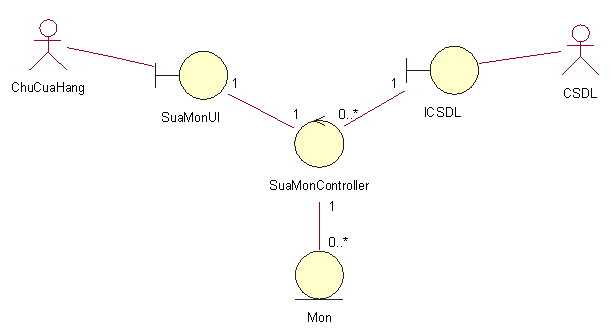 ChuCuaHang
SuaMonUI
1
1
0..*
1
ICSDL
CSDL
SuaMonController
1
0..*
Mon